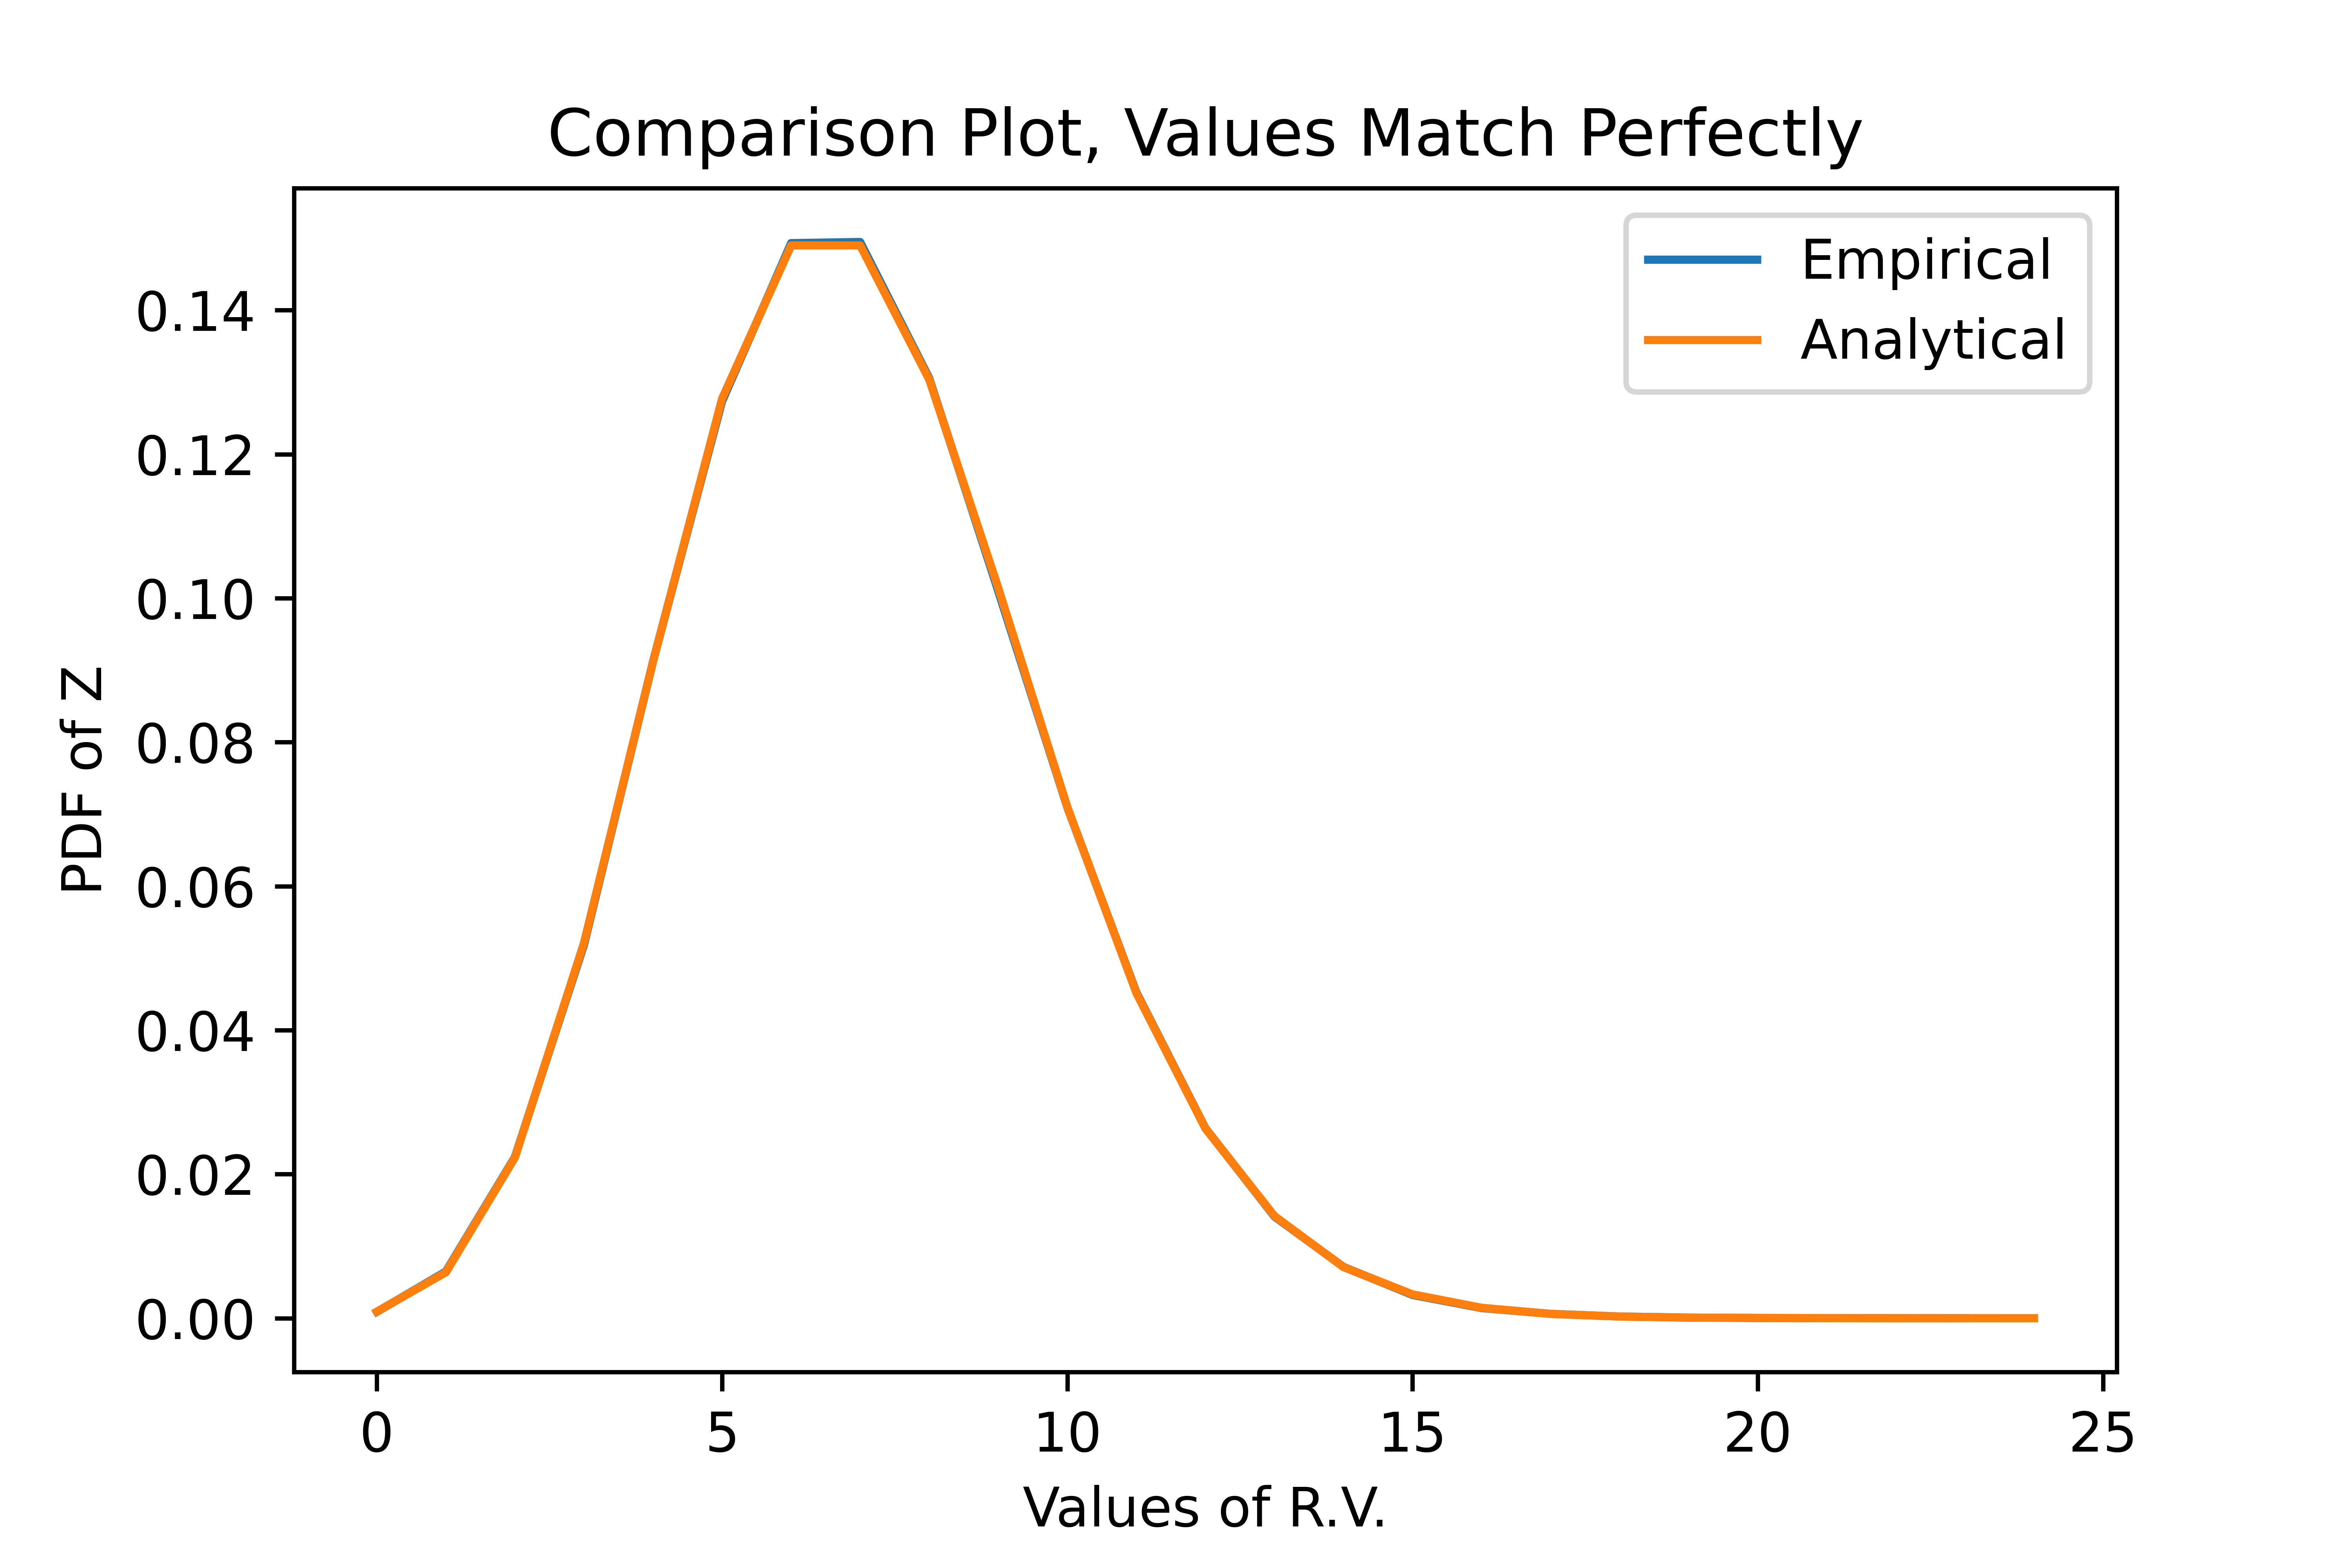 Comparison Plot, Values Match Perfectly
Empirical
Analytical
PDF of Z
0.14
0.12
0.10
0.08
0.06
0.04
0.02
0.00
0 5 10 15 20 25
Values of R.V.